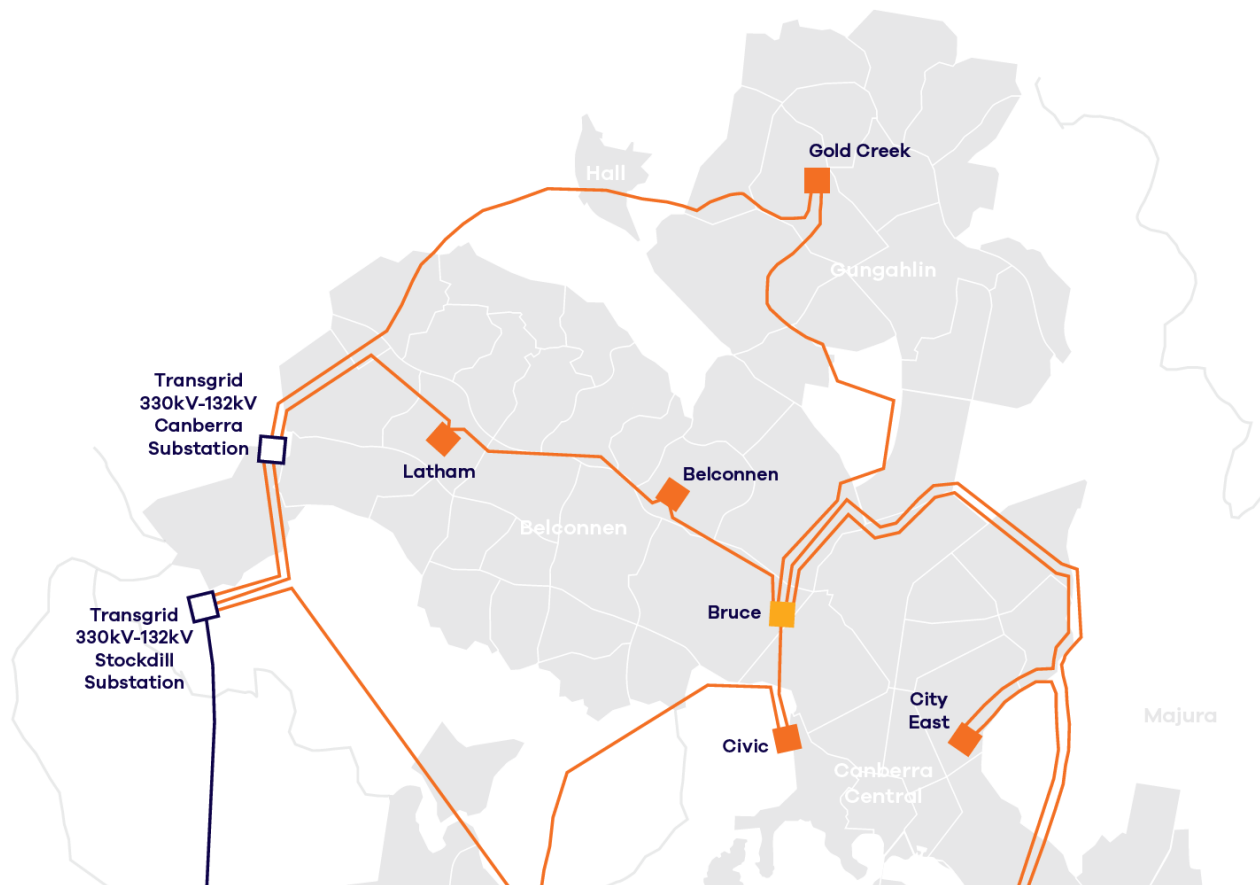 Gold Creek
Hall
Gungahlin
Transgrid
330kV-132kV
Canberra
Substation
Latham
Belconnen
Belconnen
Transgrid
330kV-132kV
Stockdill
Substation
Bruce
City
East
Majura
Civic
Canberra
Central